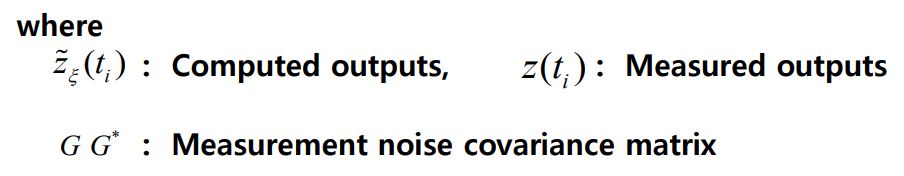 where
z̃_ξ(t_i) : Computed outputs, z(t_i) : Measured outputs
G G* : Measurement noise covariance matrix